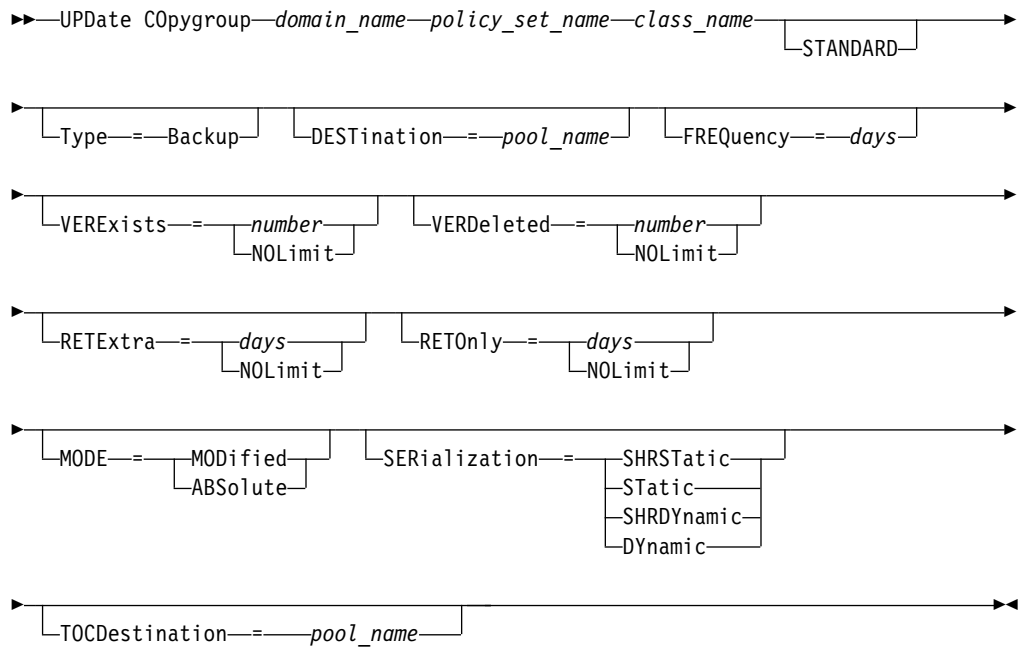 UPDate COpygroup domain_name policy_set_name class_name
STANDARD
Type = Backup DESTination = pool_name FREQuency = days
VERExists = number VERDeleted = number
NOLimit NOLimit
RETExtra = days RETOnly = days
NOLimit NOLimit
MODE = MODified SERialization = SHRSTatic
ABSolute STatic
SHRDYnamic
DYnamic
TOCDestination = pool_name